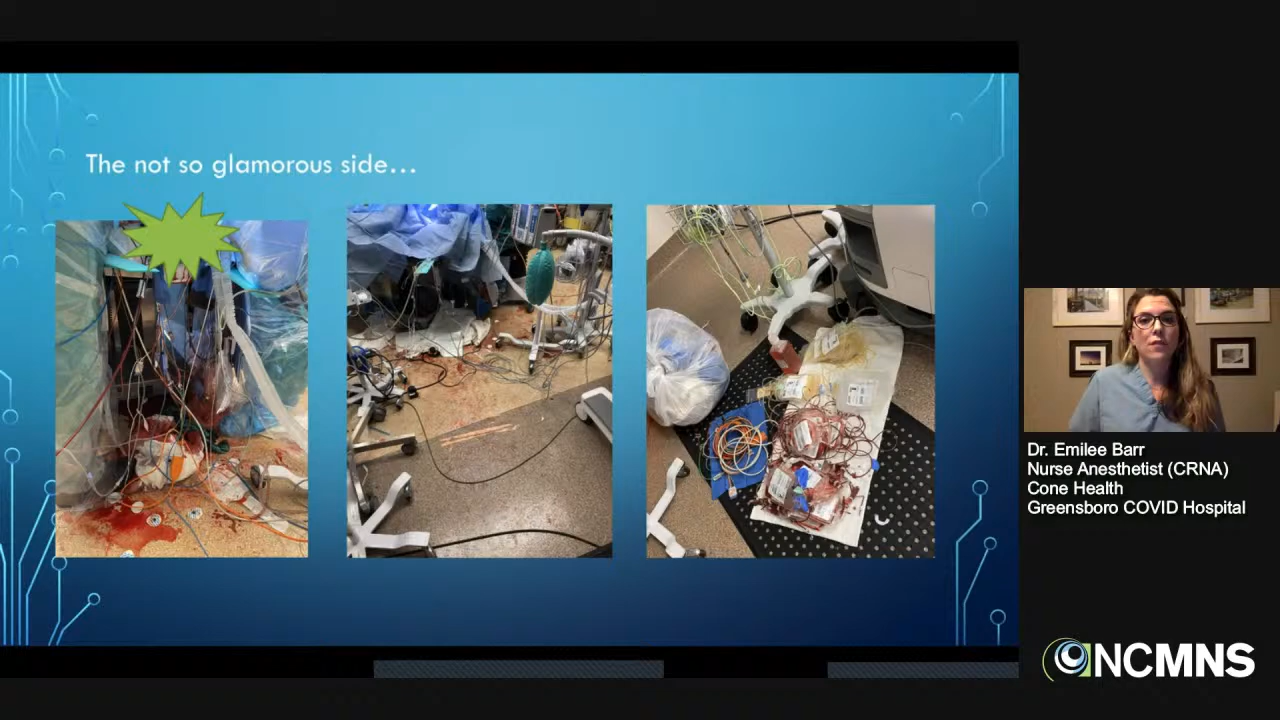 The not so glamorous side...
Dr. Emilee Barr
Nurse Anesthetist (CRNA)
Cone Health
Greensboro COVID Hospital
NCMNS